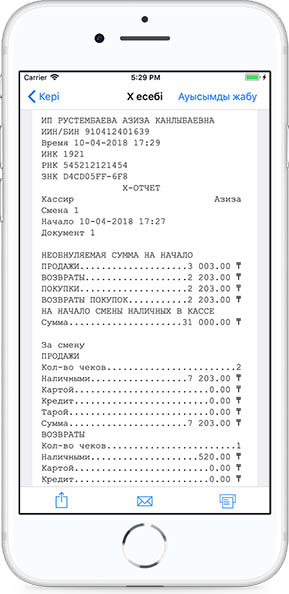 Carrier 5:29 PM
Кері Х есебі Ауысымды жабу
ИП РУСТЕМБАЕВА АЗИЗА КАНЛЫБАЕВНА
ИИН/БИН 910412401639
Время 10-04-2018 17:29
ИНК 1921
РНК 545212121454
ЗНК D4CD05FF-6F8
Х-ОТЧЕТ
Кассир Азиза
Смена 1
Начало 10-04-2018 17:27
Документ 1
НЕОБНУЛЯЕМАЯ СУММА НА НАЧАЛО
ПРОДАЖИ....................3 003.00 ₸
ВОЗВРАТЫ...................2 203.00 ₸
ПОКУПКИ....................2 203.00 ₸
ВОЗВРАТЫ ПОКУПОК...........2 203.00 ₸
НА НАЧАЛО СМЕНЫ НАЛИЧНЫХ В КАССЕ
Сумма.....................31 000.00 ₸
За смену
ПРОДАЖИ
Кол-во чеков.......................2
Наличными..................7 203.00 ₸
Картой.........................0.00 ₸
Кредит.........................0.00 ₸
Тарой..........................0.00 ₸
Сумма......................7 203.00 ₸
ВОЗВРАТЫ
Кол-во чеков.......................1
Наличными....................520.00 ₸
Картой.........................0.00 ₸
Кредит.........................0.00 ₸